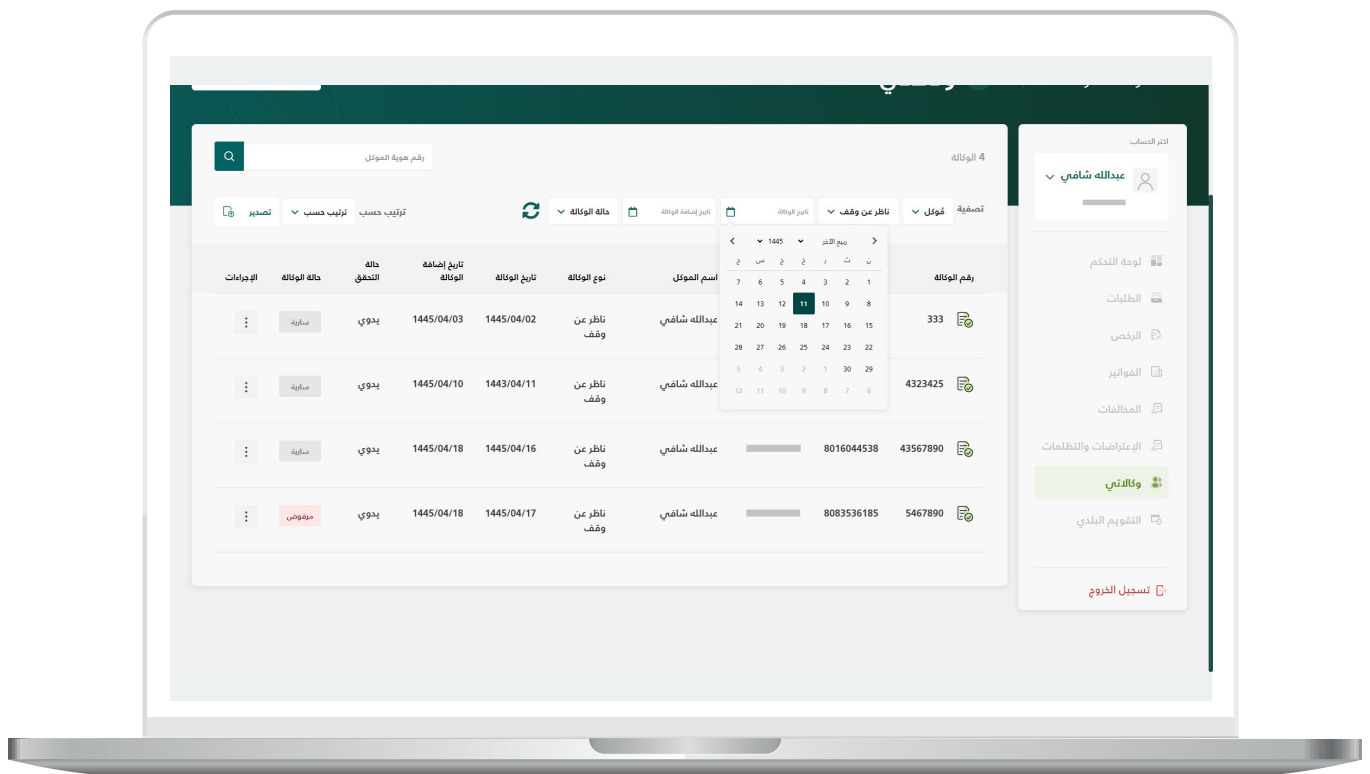 اختر الحساب:
عبدالله شافي
لوحة التحكم
الطلبات
الرخص
الفواتير
المخالفات
الإعتراضات والتظلمات
وكالاتي
التقويم البلدي
تسجيل الخروج
4 الوكالة
رقم هوية الموكل
تصفية مُوكل ناظر عن وقف تاريخ الوكالة تاريخ إضافة الوكالة حالة الوكالة
ترتيب حسب ترتيب حسب تصدير
ربيع الآخر 1445
ن ث ر خ ج س ح
1 2 3 4 5 6 7
8 9 10 11 12 13 14
15 16 17 18 19 20 21
22 23 24 25 26 27 28
29 30 1 2 3 4 5
6 7 8 9 10 11 12
رقم الوكالة اسم الموكل نوع الوكالة تاريخ الوكالة تاريخ إضافة الوكالة حالة التحقق حالة الوكالة الإجراءات
333 عبدالله شافي ناظر عن وقف 1445/04/02 1445/04/03 يدوي سارية
4323425 عبدالله شافي ناظر عن وقف 1443/04/11 1445/04/10 يدوي سارية
43567890 8016044538 عبدالله شافي ناظر عن وقف 1445/04/16 1445/04/18 يدوي سارية
5467890 8083536185 عبدالله شافي ناظر عن وقف 1445/04/17 1445/04/18 يدوي مرفوض